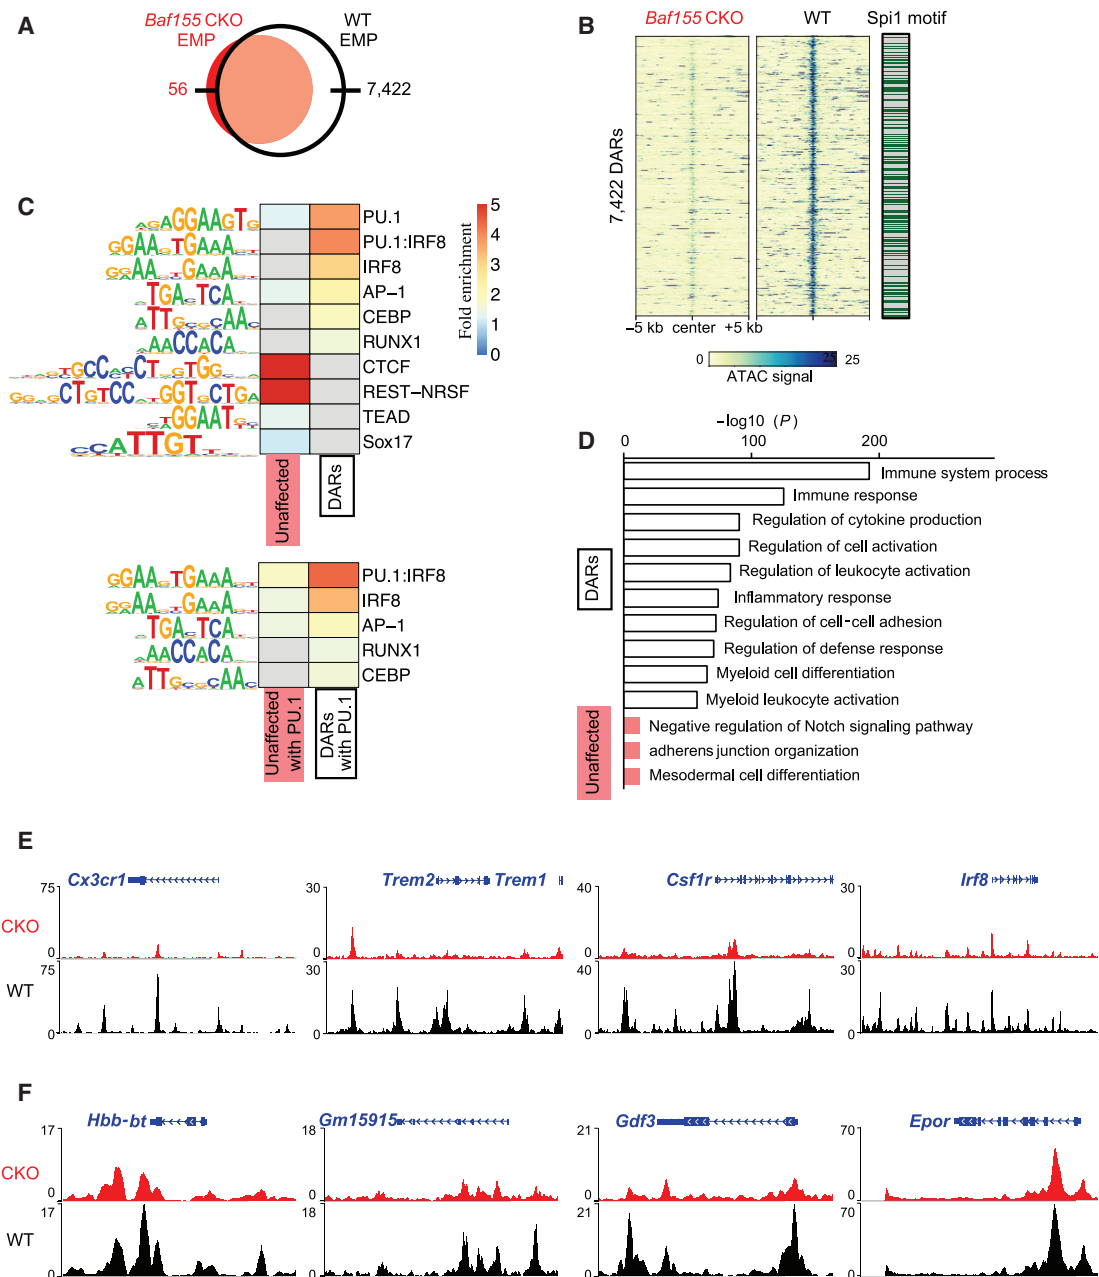 A
Baf155 CKO
EMP
WT
EMP
56
7,422
B
Baf155 CKO
WT
Spi1 motif
7,422 DARs
−5 kb
center
+5 kb
0
25
25
ATAC signal
C
AGAGGAAGTG
PU.1
PU.1:IRF8
IRF8
AP−1
CEBP
RUNX1
CTCF
REST−NRSF
TEAD
Sox17
Unaffected
DARs
5
4
3
2
1
0
Fold enrichment
PU.1:IRF8
IRF8
AP−1
RUNX1
CEBP
Unaffected
with PU.1
DARs
with PU.1
D
−log10 (P)
0
100
200
Immune system process
Immune response
Regulation of cytokine production
Regulation of cell activation
Regulation of leukocyte activation
Inflammatory response
Regulation of cell-cell adhesion
Regulation of defense response
Myeloid cell differentiation
Myeloid leukocyte activation
Negative regulation of Notch signaling pathway
adherens junction organization
Mesodermal cell differentiation
DARs
Unaffected
E
Cx3cr1
Trem2
Trem1
Csf1r
Irf8
CKO
75
0
30
0
40
0
30
0
WT
75
0
30
0
40
0
30
0
F
Hbb-bt
Gm15915
Gdf3
Epor
CKO
17
0
18
0
21
0
70
0
WT
17
0
18
0
21
0
70
0